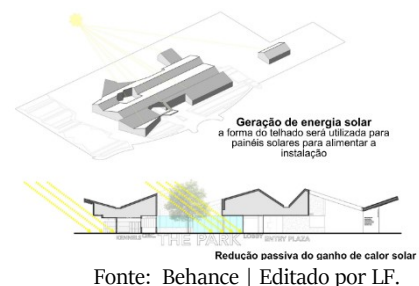 Geração de energia solar
a forma do telhado será utilizada para
painéis solares para alimentar a
instalação
THE PARK
LOBBY ENTRY PLAZA
Redução passiva do ganho de calor solar
Fonte: Behance | Editado por LF.